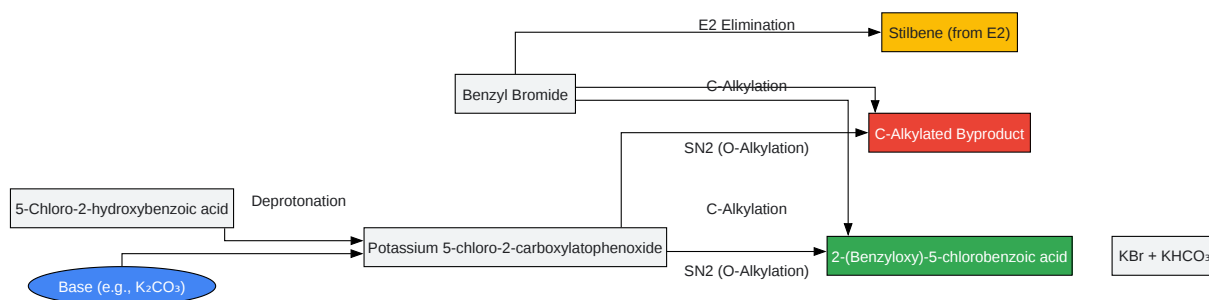 E2 Elimination
Stilbene (from E2)
Benzyl Bromide
C-Alkylation
C-Alkylated Byproduct
SN2 (O-Alkylation)
5-Chloro-2-hydroxybenzoic acid
Deprotonation
C-Alkylation
Potassium 5-chloro-2-carboxylatophenoxide
2-(Benzyloxy)-5-chlorobenzoic acid
KBr + KHCO₃
SN2 (O-Alkylation)
Base (e.g., K₂CO₃)